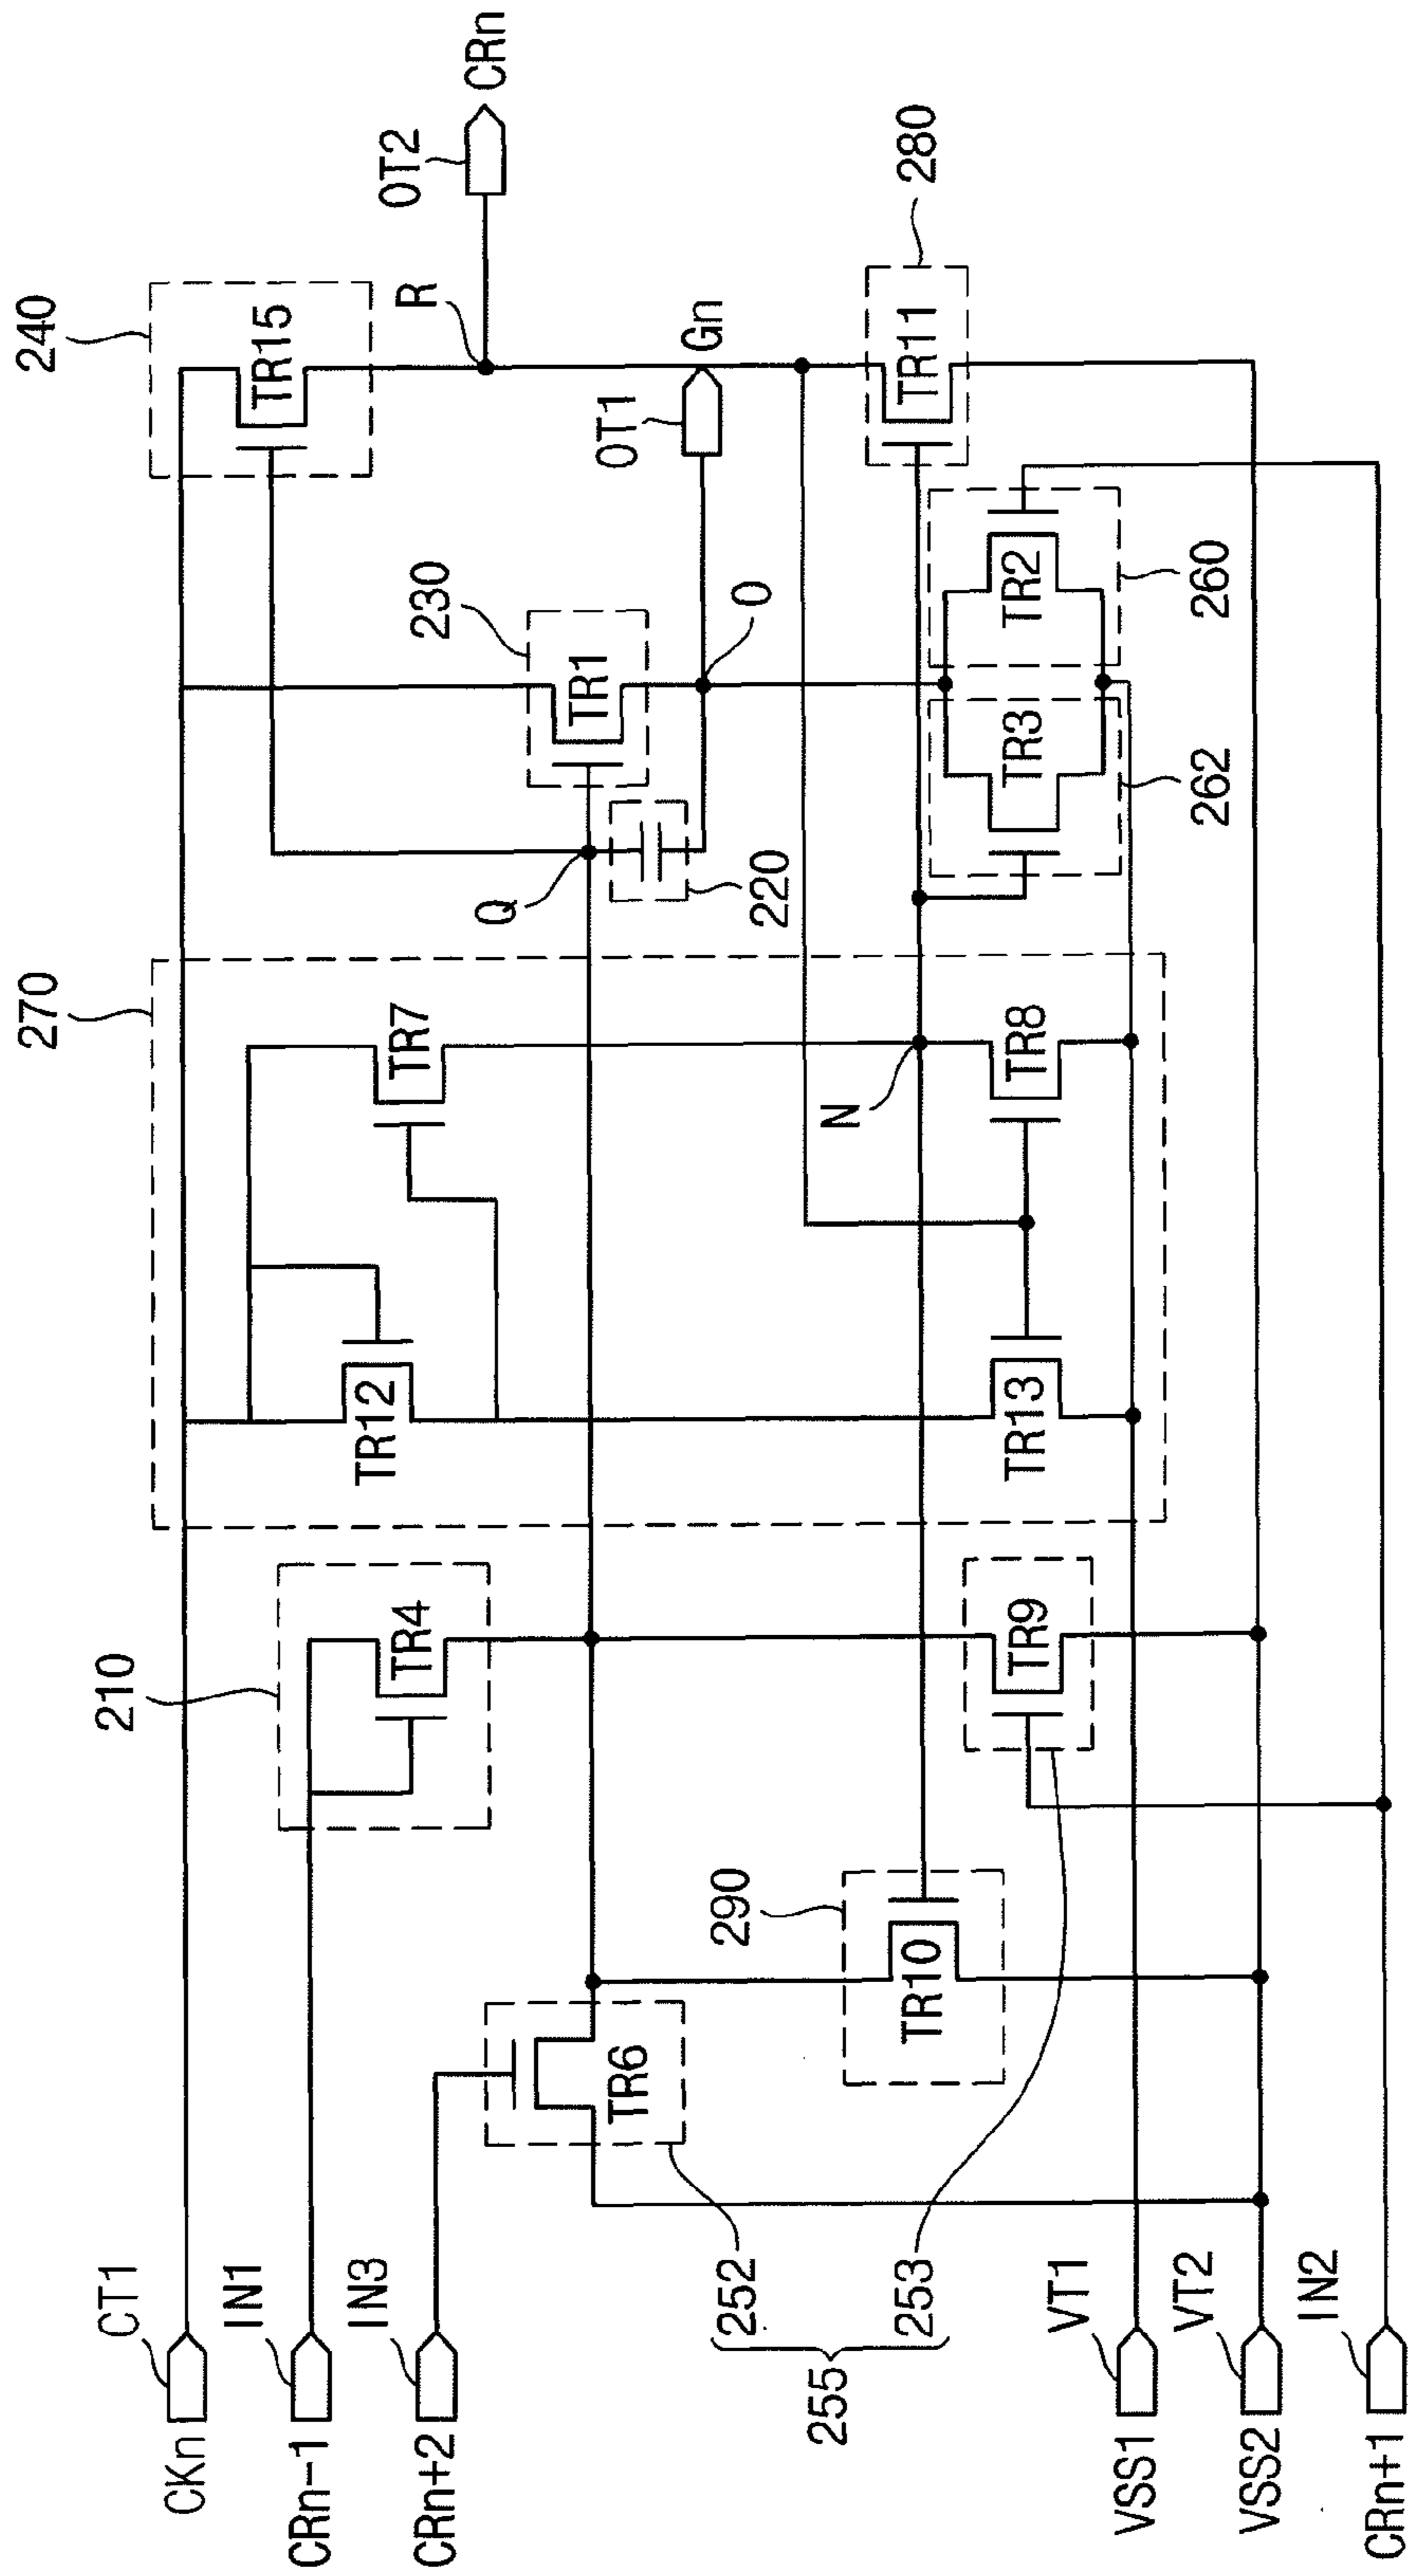 CKn
CT1
CRn-1
IN1
CRn+2
IN3
VSS1
VT1
VSS2
VT2
CRn+1
IN2
210
TR4
270
TR12
TR7
TR13
TR8
N
240
TR15
R
OT2
CRn
230
TR1
Q
220
O
OT1
Gn
280
TR11
TR3
TR2
262
260
TR6
252
253
255
290
TR10
TR9